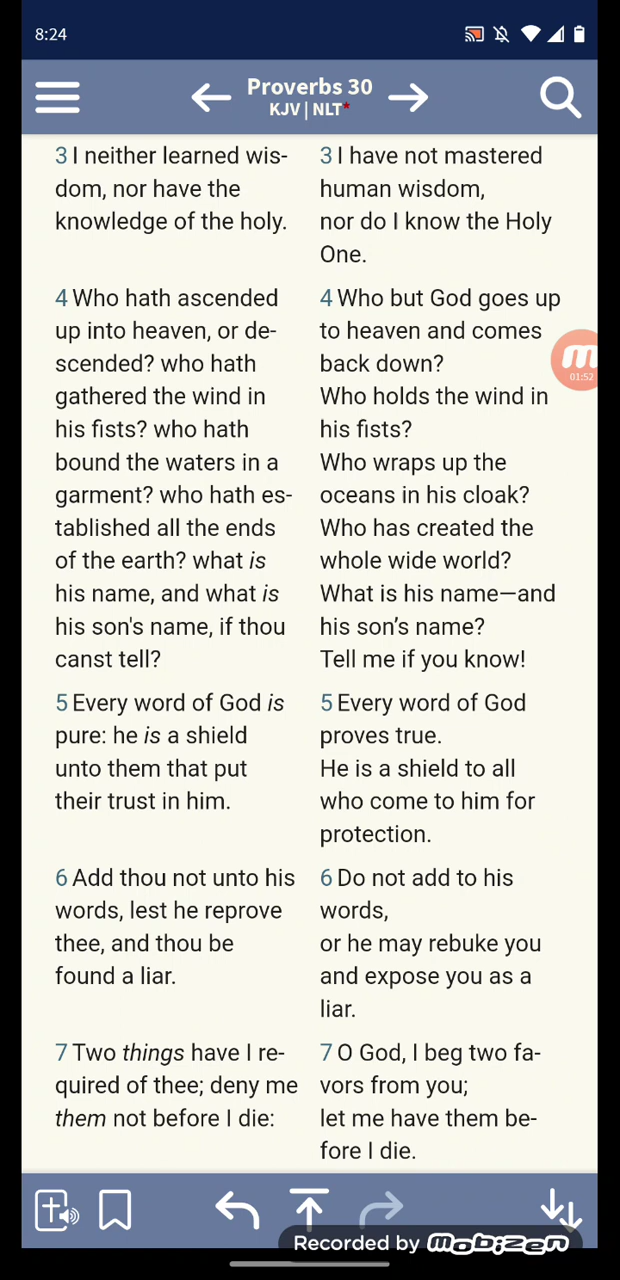 8:24
Proverbs 30
KJV | NLT*
3 I neither learned wis-
dom, nor have the
knowledge of the holy.
3 I have not mastered
human wisdom,
nor do I know the Holy
One.
4 Who hath ascended
up into heaven, or de-
scended? who hath
gathered the wind in
his fists? who hath
bound the waters in a
garment? who hath es-
tablished all the ends
of the earth? what is
his name, and what is
his son's name, if thou
canst tell?
4 Who but God goes up
to heaven and comes
back down?
Who holds the wind in
his fists?
Who wraps up the
oceans in his cloak?
Who has created the
whole wide world?
What is his name—and
his son’s name?
Tell me if you know!
m
01:52
5 Every word of God is
pure: he is a shield
unto them that put
their trust in him.
5 Every word of God
proves true.
He is a shield to all
who come to him for
protection.
6 Add thou not unto his
words, lest he reprove
thee, and thou be
found a liar.
6 Do not add to his
words,
or he may rebuke you
and expose you as a
liar.
7 Two things have I re-
quired of thee; deny me
them not before I die:
7 O God, I beg two fa-
vors from you;
let me have them be-
fore I die.
Recorded by mobizen